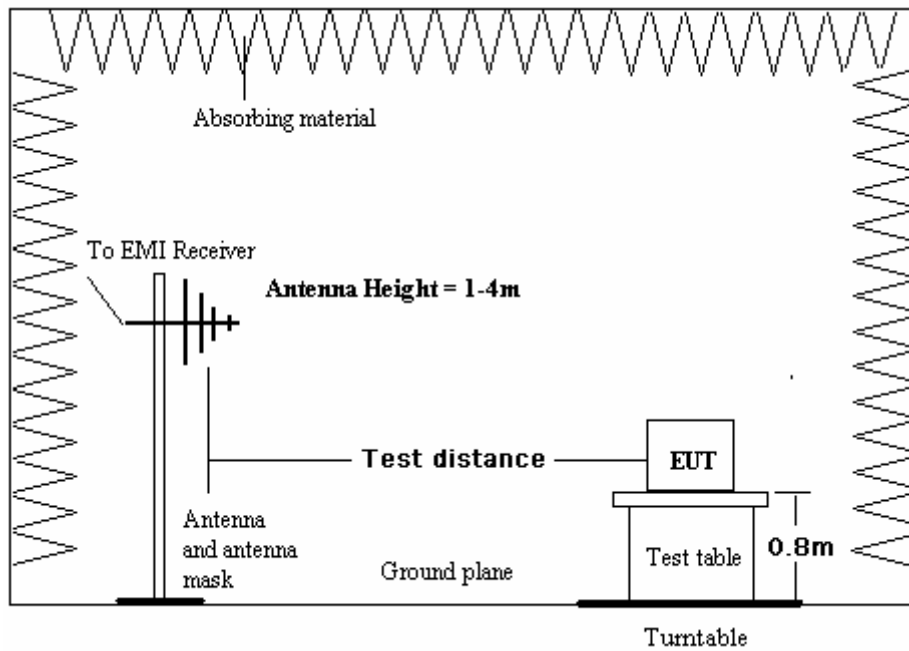 Absorbing material
To EMI Receiver
Antenna Height = 1-4m
Test distance
EUT
Antenna
and antenna
mask
Ground plane
Test table
0.8m
Turntable